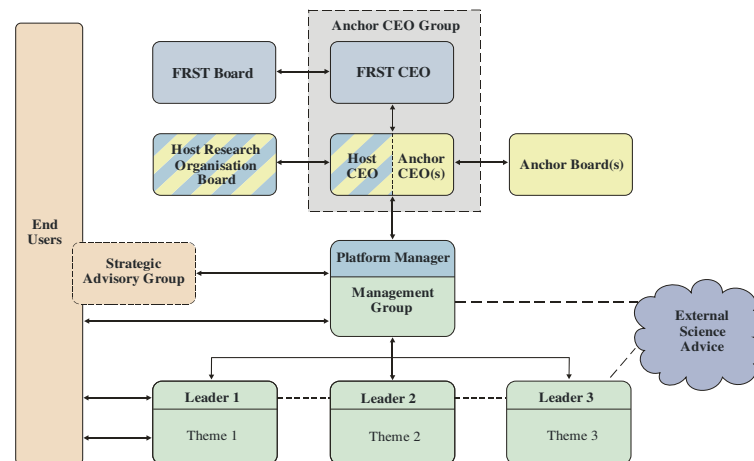 Anchor CEO Group
FRST Board
FRST CEO
Host Research
Organisation
Board
Host
CEO
Anchor
CEO(s)
Anchor Board(s)
End
Users
Strategic
Advisory Group
Platform Manager
Management
Group
External
Science
Advice
Leader 1
Leader 2
Leader 3
Theme 1
Theme 2
Theme 3